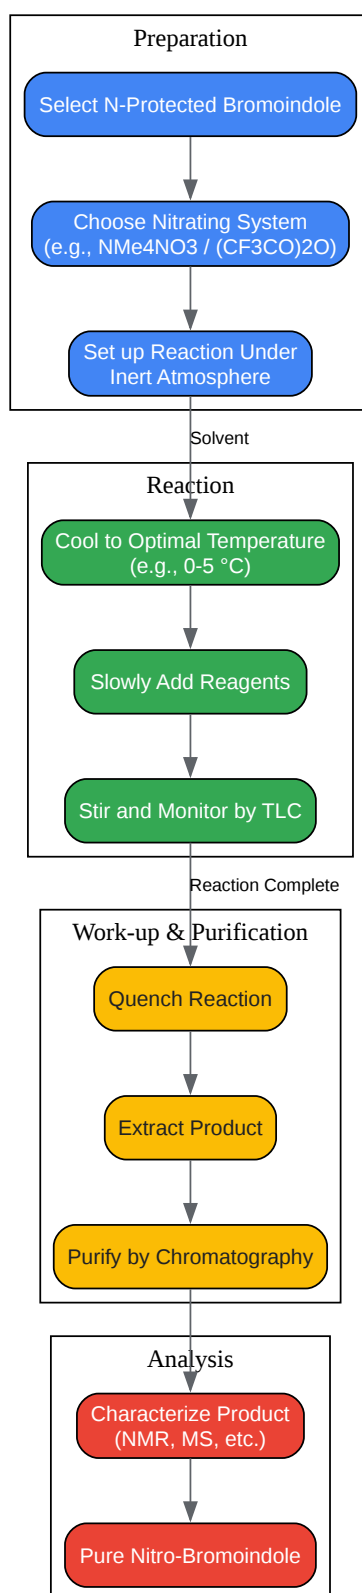 Preparation
Select N-Protected Bromoindole
Choose Nitrating System
(e.g., NMe4NO3 / (CF3CO)2O)
Set up Reaction Under
Inert Atmosphere
Solvent
Reaction
Cool to Optimal Temperature
(e.g., 0-5 °C)
Slowly Add Reagents
Stir and Monitor by TLC
Reaction Complete
Work-up & Purification
Quench Reaction
Extract Product
Purify by Chromatography
Analysis
Characterize Product
(NMR, MS, etc.)
Pure Nitro-Bromoindole